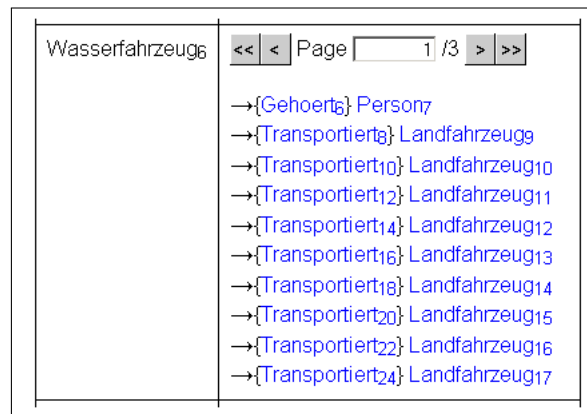 Wasserfahrzeug6 << < Page 1 /3 > >>
→{Gehoert6} Person7
→{Transportiert8} Landfahrzeug9
→{Transportiert10} Landfahrzeug10
→{Transportiert12} Landfahrzeug11
→{Transportiert14} Landfahrzeug12
→{Transportiert16} Landfahrzeug13
→{Transportiert18} Landfahrzeug14
→{Transportiert20} Landfahrzeug15
→{Transportiert22} Landfahrzeug16
→{Transportiert24} Landfahrzeug17